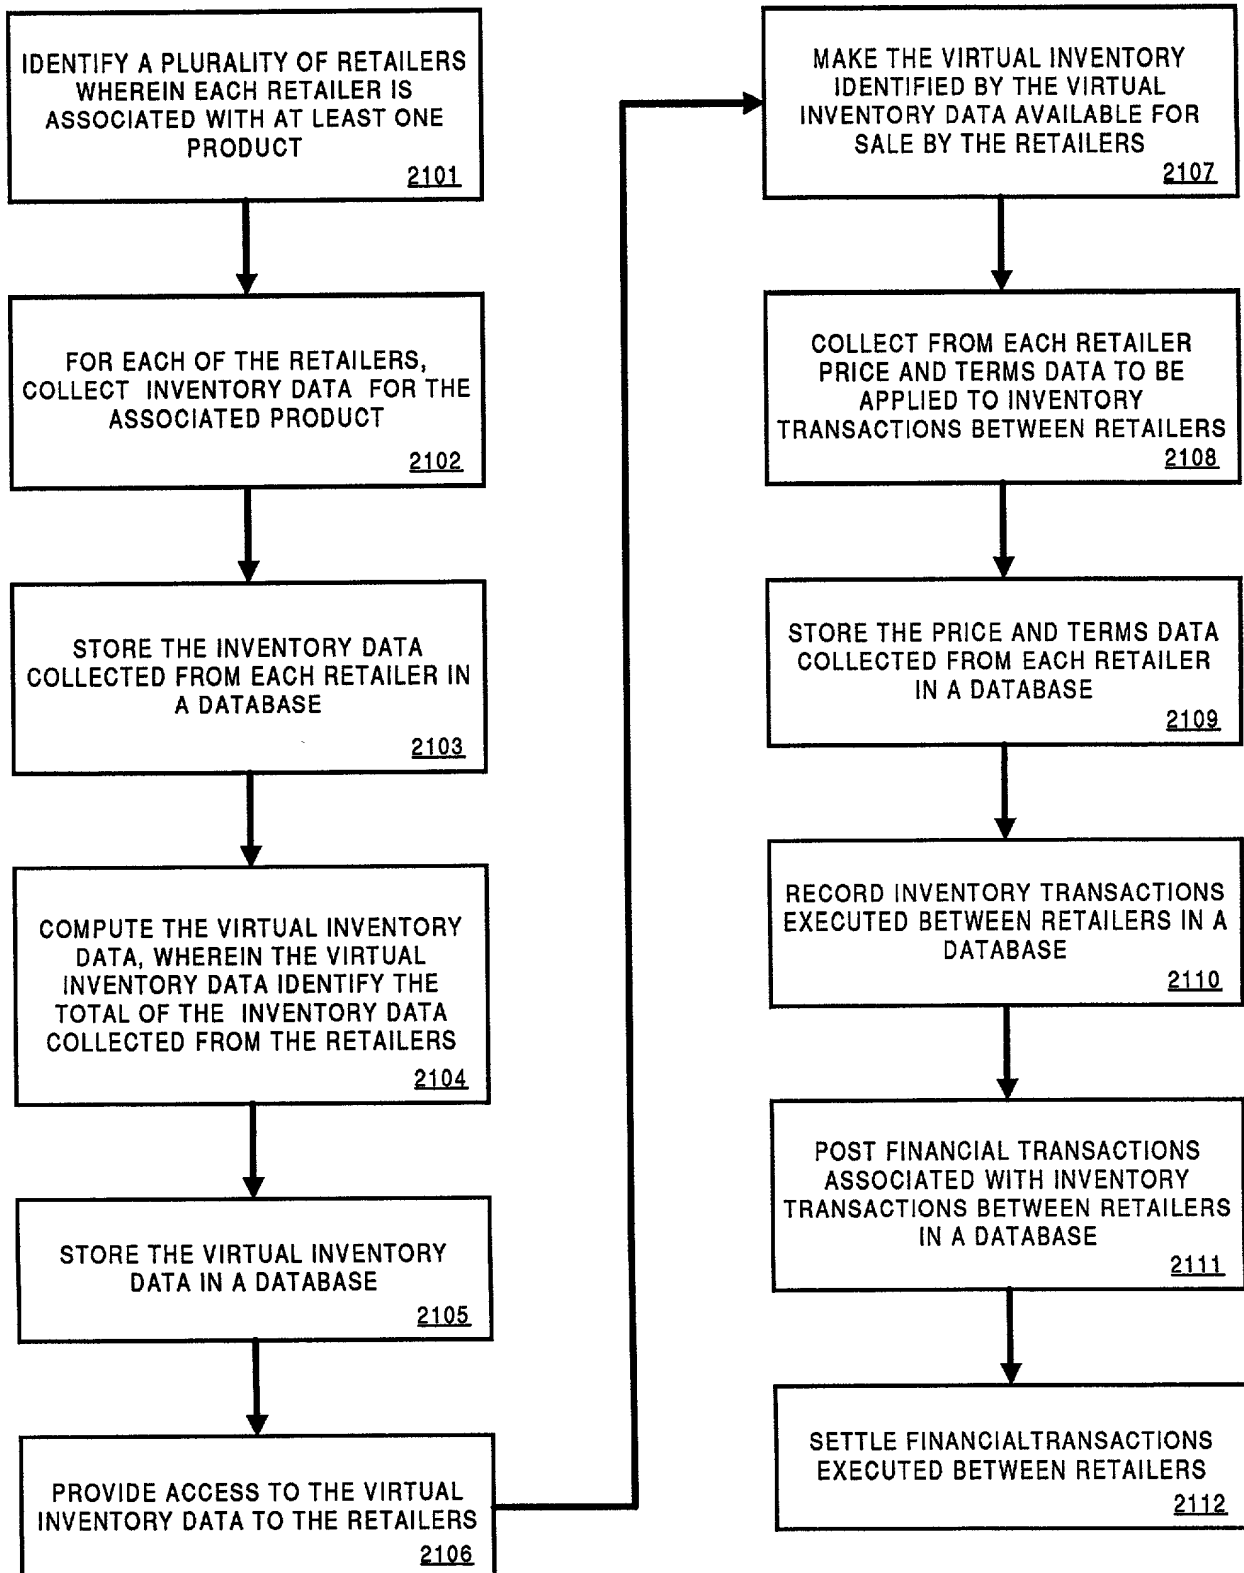 IDENTIFY A PLURALITY OF RETAILERS
WHEREIN EACH RETAILER IS
ASSOCIATED WITH AT LEAST ONE
PRODUCT
2101
FOR EACH OF THE RETAILERS,
COLLECT INVENTORY DATA FOR THE
ASSOCIATED PRODUCT
2102
STORE THE INVENTORY DATA
COLLECTED FROM EACH RETAILER IN
A DATABASE
2103
COMPUTE THE VIRTUAL INVENTORY
DATA, WHEREIN THE VIRTUAL
INVENTORY DATA IDENTIFY THE
TOTAL OF THE INVENTORY DATA
COLLECTED FROM THE RETAILERS
2104
STORE THE VIRTUAL INVENTORY
DATA IN A DATABASE
2105
PROVIDE ACCESS TO THE VIRTUAL
INVENTORY DATA TO THE RETAILERS
2106
MAKE THE VIRTUAL INVENTORY
IDENTIFIED BY THE VIRTUAL
INVENTORY DATA AVAILABLE FOR
SALE BY THE RETAILERS
2107
COLLECT FROM EACH RETAILER
PRICE AND TERMS DATA TO BE
APPLIED TO INVENTORY
TRANSACTIONS BETWEEN RETAILERS
2108
STORE THE PRICE AND TERMS DATA
COLLECTED FROM EACH RETAILER
IN A DATABASE
2109
RECORD INVENTORY TRANSACTIONS
EXECUTED BETWEEN RETAILERS IN A
DATABASE
2110
POST FINANCIAL TRANSACTIONS
ASSOCIATED WITH INVENTORY
TRANSACTIONS BETWEEN RETAILERS
IN A DATABASE
2111
SETTLE FINANCIALTRANSACTIONS
EXECUTED BETWEEN RETAILERS
2112